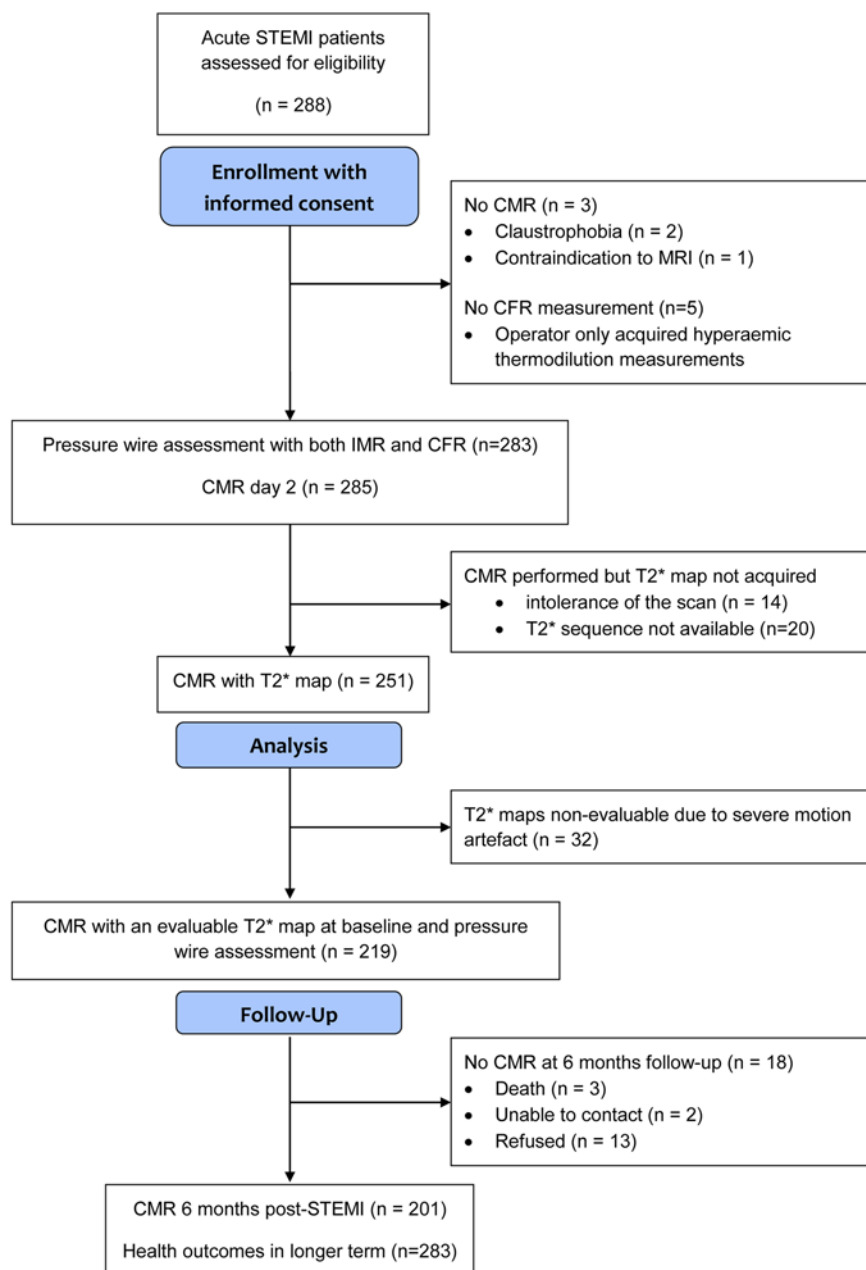 Acute STEMI patients
assessed for eligibility
(n = 288)
Enrollment with
informed consent
No CMR (n = 3)
• Claustrophobia (n = 2)
• Contraindication to MRI (n = 1)
No CFR measurement (n=5)
• Operator only acquired hyperaemic
thermodilution measurements
Pressure wire assessment with both IMR and CFR (n=283)
CMR day 2 (n = 285)
CMR performed but T2* map not acquired
• intolerance of the scan (n = 14)
• T2* sequence not available (n=20)
CMR with T2* map (n = 251)
Analysis
T2* maps non-evaluable due to severe motion
artefact (n = 32)
CMR with an evaluable T2* map at baseline and pressure
wire assessment (n = 219)
Follow-Up
No CMR at 6 months follow-up (n = 18)
• Death (n = 3)
• Unable to contact (n = 2)
• Refused (n = 13)
CMR 6 months post-STEMI (n = 201)
Health outcomes in longer term (n=283)